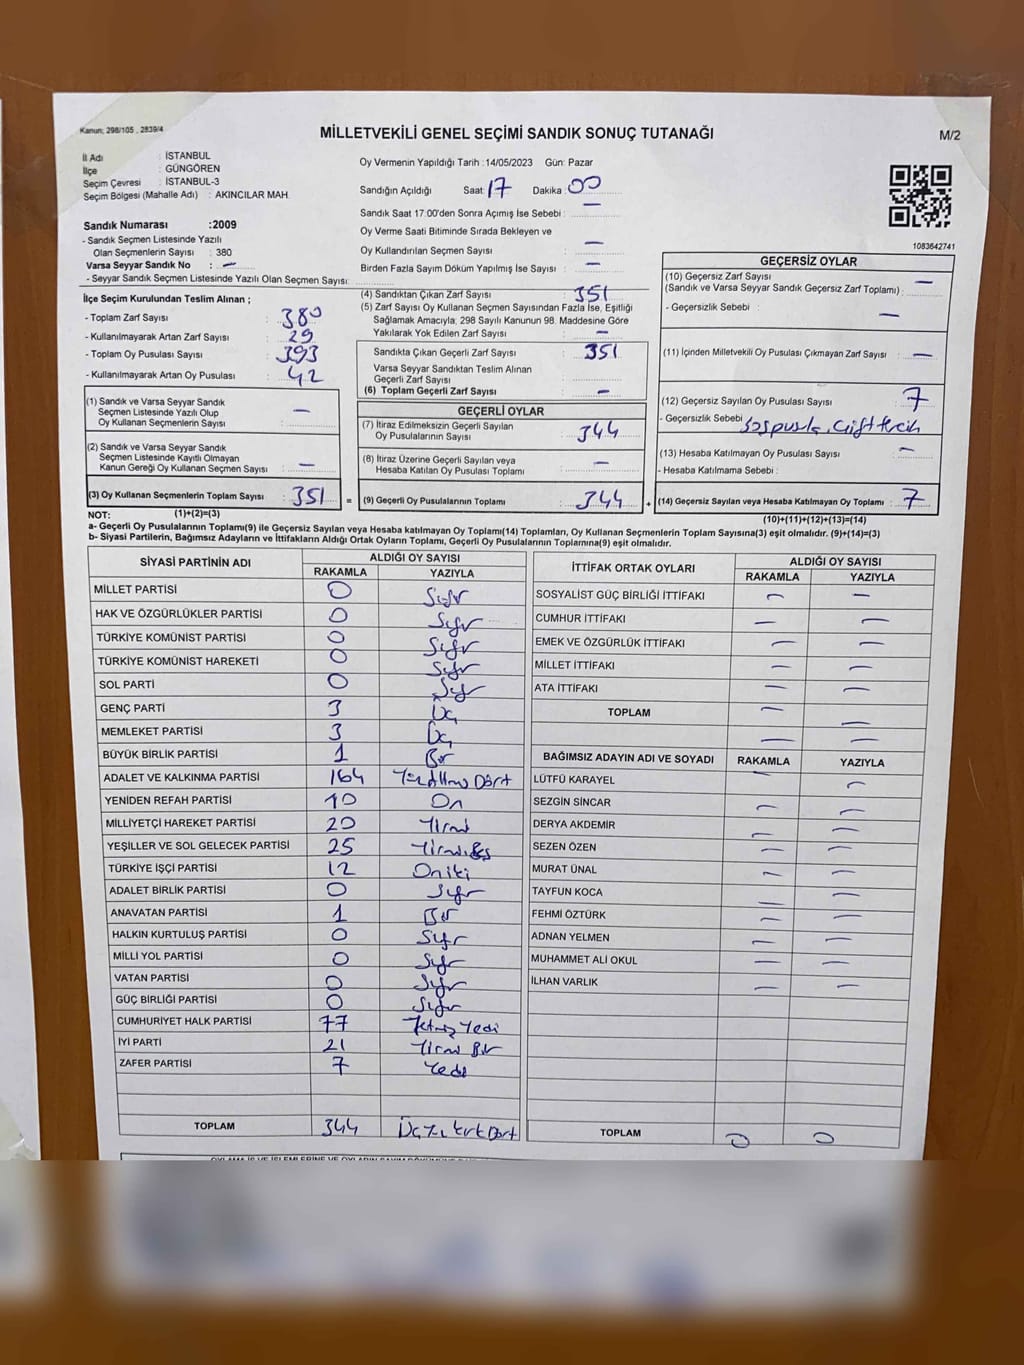 Kanun; 298/105 , 2839/4
MİLLETVEKİLİ GENEL SEÇİMİ SANDIK SONUÇ TUTANAĞI
M/2
İl Adı : İSTANBUL
İlçe : GÜNGÖREN
Seçim Çevresi : İSTANBUL-3
Seçim Bölgesi (Mahalle Adı) : AKINCILAR MAH.
Sandık Numarası :2009
- Sandık Seçmen Listesinde Yazılı
Olan Seçmenlerin Sayısı : 380
Varsa Seyyar Sandık No : —
- Seyyar Sandık Seçmen Listesinde Yazılı Olan Seçmen Sayısı:
Oy Vermenin Yapıldığı Tarih :14/05/2023 Gün: Pazar
Sandığın Açıldığı Saat: 17 Dakika: 00
Sandık Saat 17:00'den Sonra Açımış İse Sebebi : —
Oy Verme Saati Bitiminde Sırada Bekleyen ve
Oy Kullandırılan Seçmen Sayısı : —
Birden Fazla Sayım Döküm Yapılmış İse Sayısı : —
1083642741
İlçe Seçim Kurulundan Teslim Alınan ;
- Toplam Zarf Sayısı : 380
- Kullanılmayarak Artan Zarf Sayısı : 29
- Toplam Oy Pusulası Sayısı : 393
- Kullanılmayarak Artan Oy Pusulası : 42
(1) Sandık ve Varsa Seyyar Sandık
Seçmen Listesinde Yazılı Olup
Oy Kullanan Seçmenlerin Sayısı : —
(2) Sandık ve Varsa Seyyar Sandık
Seçmen Listesinde Kayıtlı Olmayan
Kanun Gereği Oy Kullanan Seçmen Sayısı : —
(3) Oy Kullanan Seçmenlerin Toplam Sayısı : 351
(1)+(2)=(3)
(4) Sandıktan Çıkan Zarf Sayısı : 351
(5) Zarf Sayısı Oy Kullanan Seçmen Sayısından Fazla İse, Eşitliği
Sağlamak Amacıyla; 298 Sayılı Kanunun 98. Maddesine Göre
Yakılarak Yok Edilen Zarf Sayısı : —
Sandıkta Çıkan Geçerli Zarf Sayısı : 351
Varsa Seyyar Sandıktan Teslim Alınan
Geçerli Zarf Sayısı :
(6) Toplam Geçerli Zarf Sayısı : —
GEÇERLİ OYLAR
(7) İtiraz Edilmeksizin Geçerli Sayılan
Oy Pusulalarının Sayısı : 344
(8) İtiraz Üzerine Geçerli Sayılan veya
Hesaba Katılan Oy Pusulası Toplamı : —
= (9) Geçerli Oy Pusulalarının Toplamı : 344
GEÇERSİZ OYLAR
(10) Geçersiz Zarf Sayısı
(Sandık ve Varsa Seyyar Sandık Geçersiz Zarf Toplamı) : —
- Geçersizlik Sebebi : —
(11) İçinden Milletvekili Oy Pusulası Çıkmayan Zarf Sayısı : —
(12) Geçersiz Sayılan Oy Pusulası Sayısı : 7
- Geçersizlik Sebebi : Boş pusula, Çift tercih
(13) Hesaba Katılmayan Oy Pusulası Sayısı : —
- Hesaba Katılmama Sebebi :
+ (14) Geçersiz Sayılan veya Hesaba Katılmayan Oy Toplamı : 7
(10)+(11)+(12)+(13)=(14)
NOT:
a- Geçerli Oy Pusulalarının Toplamı(9) ile Geçersiz Sayılan veya Hesaba katılmayan Oy Toplamı(14) Toplamları, Oy Kullanan Seçmenlerin Toplam Sayısına(3) eşit olmalıdır. (9)+(14)=(3)
b- Siyasi Partilerin, Bağımsız Adayların ve İttifakların Aldığı Ortak Oyların Toplamı, Geçerli Oy Pusulalarının Toplamına(9) eşit olmalıdır.
SİYASİ PARTİNİN ADI ALDIĞI OY SAYISI
RAKAMLA YAZIYLA
MİLLET PARTİSİ 0 Sıfır
HAK VE ÖZGÜRLÜKLER PARTİSİ 0 Sıfır
TÜRKİYE KOMÜNİST PARTİSİ 0 Sıfır
TÜRKİYE KOMÜNİST HAREKETİ 0 Sıfır
SOL PARTİ 0 Sıfır
GENÇ PARTİ 3 Üç
MEMLEKET PARTİSİ 3 Üç
BÜYÜK BİRLİK PARTİSİ 1 Bir
ADALET VE KALKINMA PARTİSİ 164 Yüz Altmış Dört
YENİDEN REFAH PARTİSİ 10 On
MİLLİYETÇİ HAREKET PARTİSİ 20 Yirmi
YEŞİLLER VE SOL GELECEK PARTİSİ 25 Yirmi Beş
TÜRKİYE İŞÇİ PARTİSİ 12 Oniki
ADALET BİRLİK PARTİSİ 0 Sıfır
ANAVATAN PARTİSİ 1 Bir
HALKIN KURTULUŞ PARTİSİ 0 Sıfır
MİLLİ YOL PARTİSİ 0 Sıfır
VATAN PARTİSİ 0 Sıfır
GÜÇ BİRLİĞİ PARTİSİ 0 Sıfır
CUMHURİYET HALK PARTİSİ 77 Yetmiş Yedi
İYİ PARTİ 21 Yirmi Bir
ZAFER PARTİSİ 7 Yedi
TOPLAM 344 Üç Yüz Kırk Dört
İTTİFAK ORTAK OYLARI ALDIĞI OY SAYISI
RAKAMLA YAZIYLA
SOSYALİST GÜÇ BİRLİĞİ İTTİFAKI — —
CUMHUR İTTİFAKI — —
EMEK VE ÖZGÜRLÜK İTTİFAKI — —
MİLLET İTTİFAKI — —
ATA İTTİFAKI — —
TOPLAM — —
— —
BAĞIMSIZ ADAYIN ADI VE SOYADI RAKAMLA YAZIYLA
LÜTFÜ KARAYEL — —
SEZGİN SİNCAR — —
DERYA AKDEMİR — —
SEZEN ÖZEN — —
MURAT ÜNAL — —
TAYFUN KOCA — —
FEHMİ ÖZTÜRK — —
ADNAN YELMEN — —
MUHAMMET ALİ OKUL — —
İLHAN VARLIK — —
TOPLAM 0 0